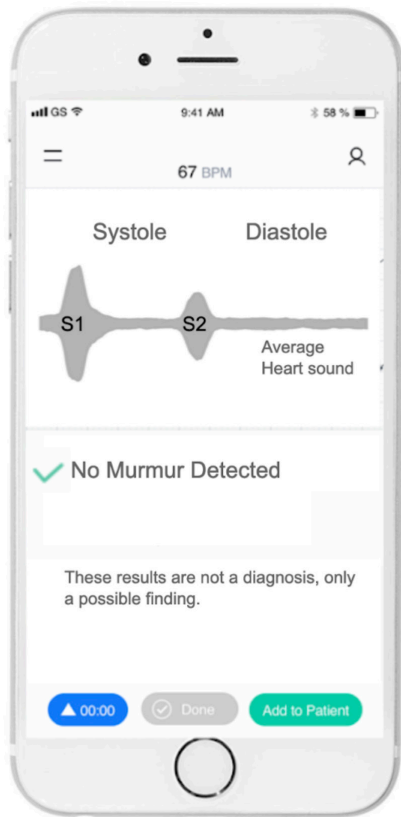 GS 9:41 AM 58 %
67 BPM
Systole Diastole
S1 S2
Average
Heart sound
No Murmur Detected
These results are not a diagnosis, only
a possible finding.
00:00 Done Add to Patient